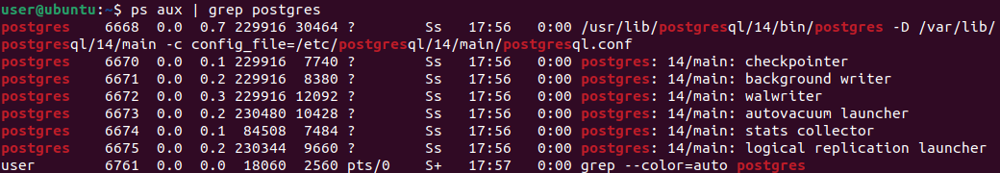 user@ubuntu:~$ ps aux | grep postgres
postgres    6668  0.0  0.7 229916 30464 ?        Ss   17:56   0:00 /usr/lib/postgresql/14/bin/postgres -D /var/lib/
postgresql/14/main -c config_file=/etc/postgresql/14/main/postgresql.conf
postgres    6670  0.0  0.1 229916  7740 ?        Ss   17:56   0:00 postgres: 14/main: checkpointer
postgres    6671  0.0  0.2 229916  8380 ?        Ss   17:56   0:00 postgres: 14/main: background writer
postgres    6672  0.0  0.3 229916 12092 ?        Ss   17:56   0:00 postgres: 14/main: walwriter
postgres    6673  0.0  0.2 230480 10428 ?        Ss   17:56   0:00 postgres: 14/main: autovacuum launcher
postgres    6674  0.0  0.1  84508  7484 ?        Ss   17:56   0:00 postgres: 14/main: stats collector
postgres    6675  0.0  0.2 230344  9660 ?        Ss   17:56   0:00 postgres: 14/main: logical replication launcher
user        6761  0.0  0.0  18060  2560 pts/0    S+   17:57   0:00 grep --color=auto postgres